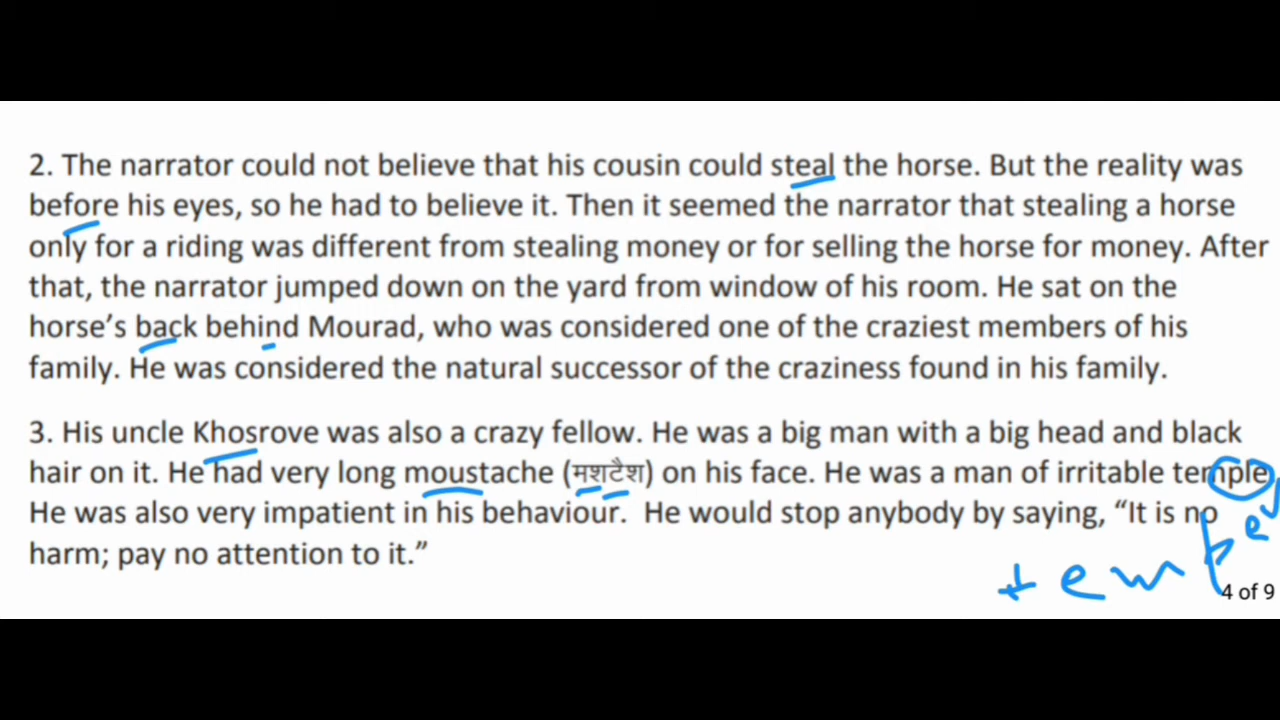 2. The narrator could not believe that his cousin could steal the horse. But the reality was
before his eyes, so he had to believe it. Then it seemed the narrator that stealing a horse
only for a riding was different from stealing money or for selling the horse for money. After
that, the narrator jumped down on the yard from window of his room. He sat on the
horse's back behind Mourad, who was considered one of the craziest members of his
family. He was considered the natural successor of the craziness found in his family.
3. His uncle Khosrove was also a crazy fellow. He was a big man with a big head and black
hair on it. He had very long moustache (मशटैश) on his face. He was a man of irritable temple
He was also very impatient in his behaviour. He would stop anybody by saying, “It is no
harm; pay no attention to it.”
temper
4 of 9